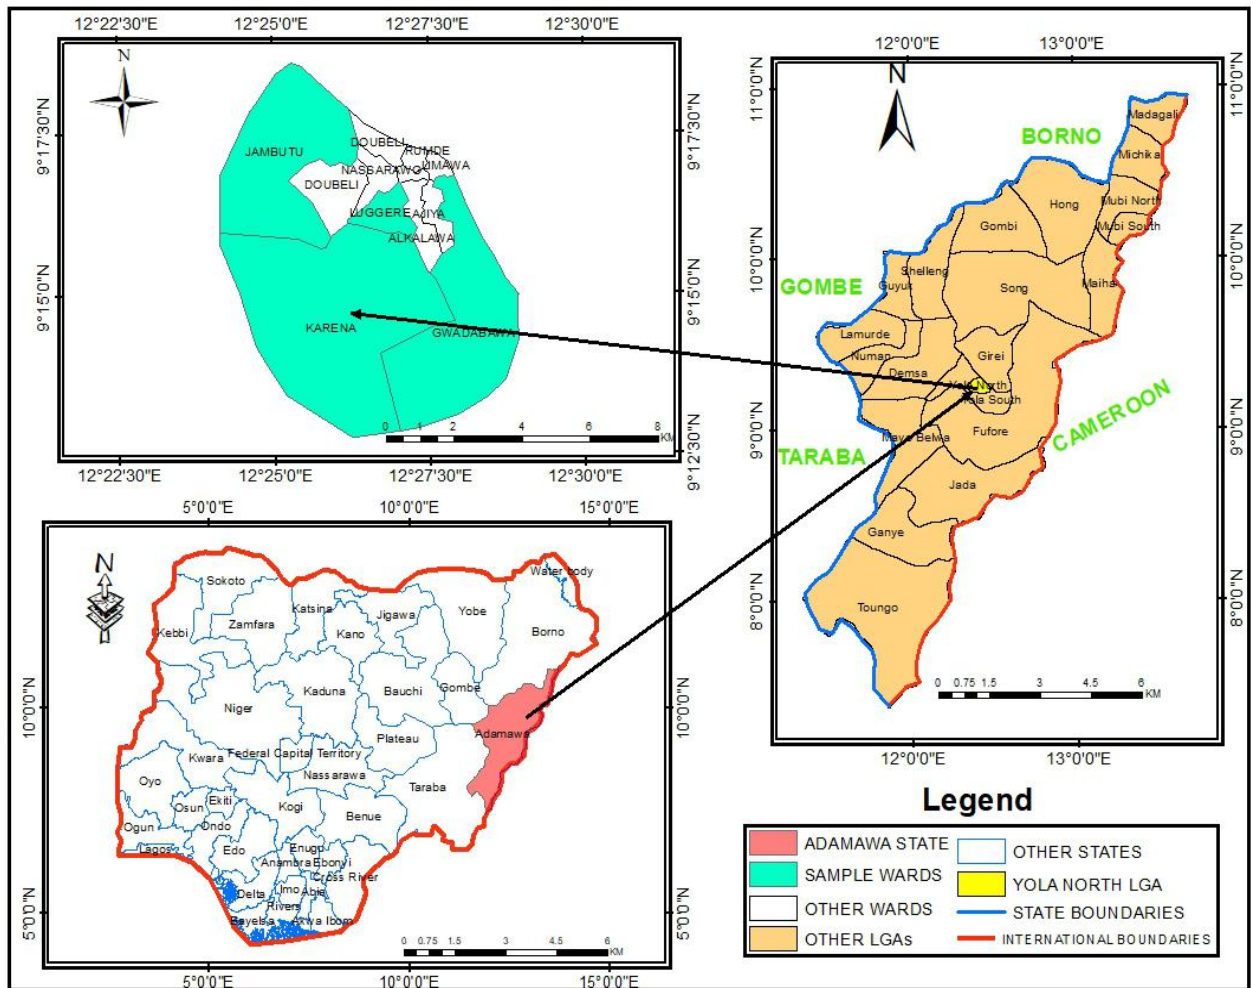 12°22'30"E 12°25'0"E 12°27'30"E 12°30'0"E
N
9°17'30"N
9°17'30"N
JAMBUTU
DOUBELI
RUMDE
NASSARAWO
UMAWA
DOUBELI
LUGGERE
AJIYA
ALKALAWA
9°15'0"N
9°15'0"N
KARENA
GWADABAWA
0 1 2 4 6 8
KM
9°12'30"N
12°22'30"E 12°25'0"E 12°27'30"E 12°30'0"E
12°0'0"E 13°0'0"E
N
11°0'0"N
11°0'0"N
BORNO
Madagali
Michika
Mubi North
Hong
Gombi
Mubi South
10°0'0"N
10°0'0"N
Shelleng
GOMBE
Guyuk
Song
Maiha
Lamurde
Numan
Girei
Demsa
Yola North
Yola South
CAMEROON
9°0'0"N
9°0'0"N
Mayo Belwa
Fufore
TARABA
Jada
Ganye
8°0'0"N
8°0'0"N
Toungo
0 0.75 1.5 3 4.5 6
KM
12°0'0"E 13°0'0"E
5°0'0"E 10°0'0"E 15°0'0"E
N
Water body
Sokoto
Katsina
Jigawa
Yobe
Zamfara
Kebbi
Kano
Borno
Kaduna
Bauchi
Gombe
Niger
10°0'0"N
10°0'0"N
Adamawa
Plateau
Federal Capital Territory
Kwara
Nassarawa
Oyo
Taraba
Ekiti
Osun
Kogi
Benue
Ogun
Ondo
Lagos
Edo
Enugu
Anambra
Ebonyi
Cross River
Delta
Imo
Abia
Rivers
Bayelsa
Akwa Ibom
5°0'0"N
5°0'0"N
0 0.75 1.5 3 4.5 6
KM
5°0'0"E 10°0'0"E 15°0'0"E
Legend
ADAMAWA STATE
SAMPLE WARDS
OTHER WARDS
OTHER LGAs
OTHER STATES
YOLA NORTH LGA
STATE BOUNDARIES
INTERNATIONAL BOUNDARIES